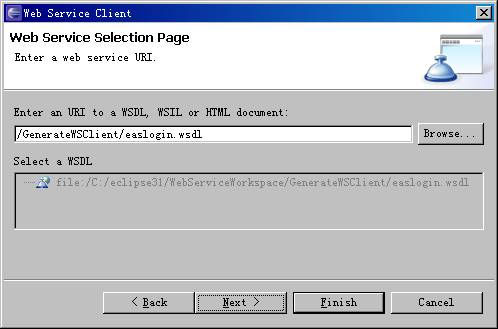 Web Service Client
Web Service Selection Page
Enter a web service URI.
Enter an URI to a WSDL, WSIL or HTML document:
/GenerateWSClient/easlogin.wsdl
Browse...
Select a WSDL
file:/C:/eclipse31/WebServiceWorkspace/GenerateWSClient/easlogin.wsdl
< Back
Next >
Finish
Cancel